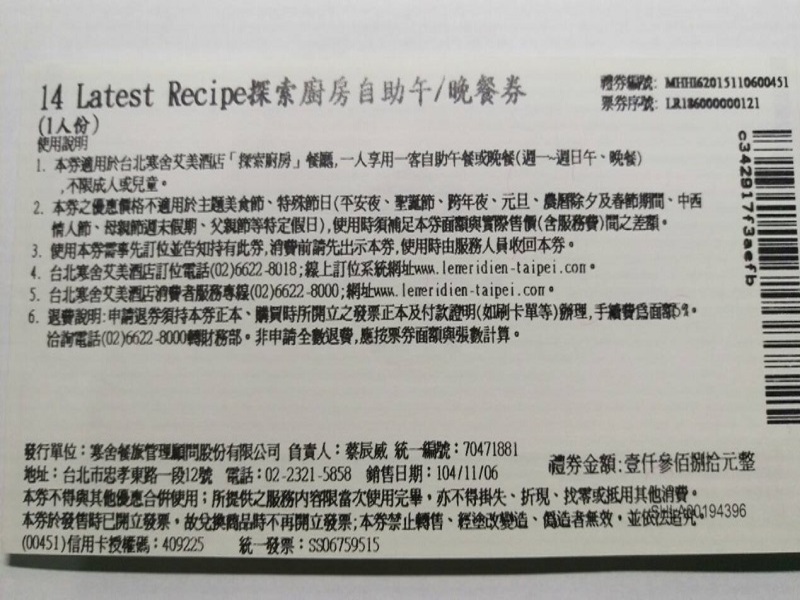 14 Latest Recipe探索廚房自助午/晚餐券
(1人份)
禮券編號: MHH162015110600451
票券序號: LR186000000121
使用說明
1. 本券適用於台北寒舍艾美酒店「探索廚房」餐廳,一人享用一客自助午餐或晚餐(週一~週日午、晚餐)
,不限成人或兒童。
2. 本券之優惠價格不適用於主題美食節、特殊節日(平安夜、聖誕節、跨年夜、元旦、農曆除夕及春節期間、中西
情人節、母親節週末假期、父親節等特定假日),使用時須補足本券面額與實際售價(含服務費)間之差額。
3. 使用本券需事先訂位並告知持有此券,消費前請先出示本券,使用時由服務人員收回本券。
4. 台北寒舍艾美酒店訂位電話(02)6622-8018;線上訂位系統網址www.lemeridien-taipei.com。
5. 台北寒舍艾美酒店消費者服務專線(02)6622-8000;網址www.lemeridien-taipei.com。
6. 退費說明:申請退券須持本券正本、購買時所開立之發票正本及付款證明(如刷卡單等)辦理,手續費為面額5%。
洽詢電話(02)6622-8000轉財務部。非申請全數退費,應按票券面額與張數計算。
c342917f3aefb
發行單位: 寒舍餐旅管理顧問股份有限公司 負責人: 蔡辰威 統一編號: 70471881
地址: 台北市忠孝東路一段12號 電話: 02-2321-5858 銷售日期: 104/11/06
禮券金額:壹仟參佰捌拾元整
本券不得與其他優惠合併使用;所提供之服務內容限當次使用完畢,亦不得掛失、折現、找零或抵用其他消費。
本券於發售時已開立發票,故兌換商品時不再開立發票;本券禁止轉售、經塗改變造、偽造者無效,並依法追究。
SHLA00194396
(00451)信用卡授權碼: 409225 統一發票: SS06759515